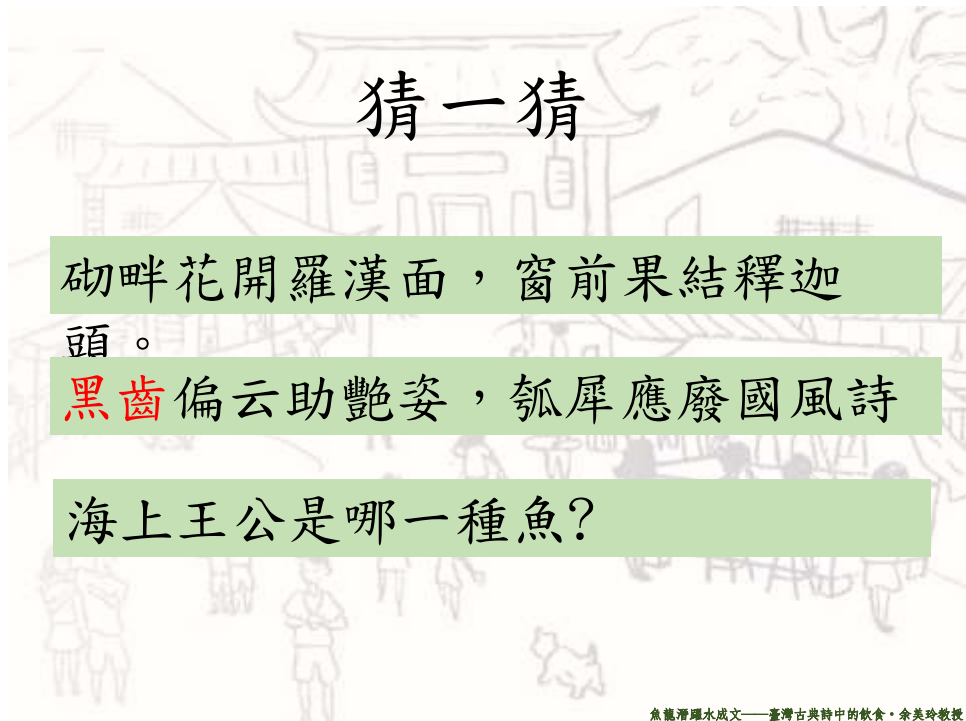 猜一猜
砌畔花開羅漢面，窗前果結釋迦
頭。
黑齒偏云助艷姿，瓠犀應廢國風詩
海上王公是哪一種魚?
魚龍潛躍水成文——臺灣古典詩中的飲食・余美玲教授